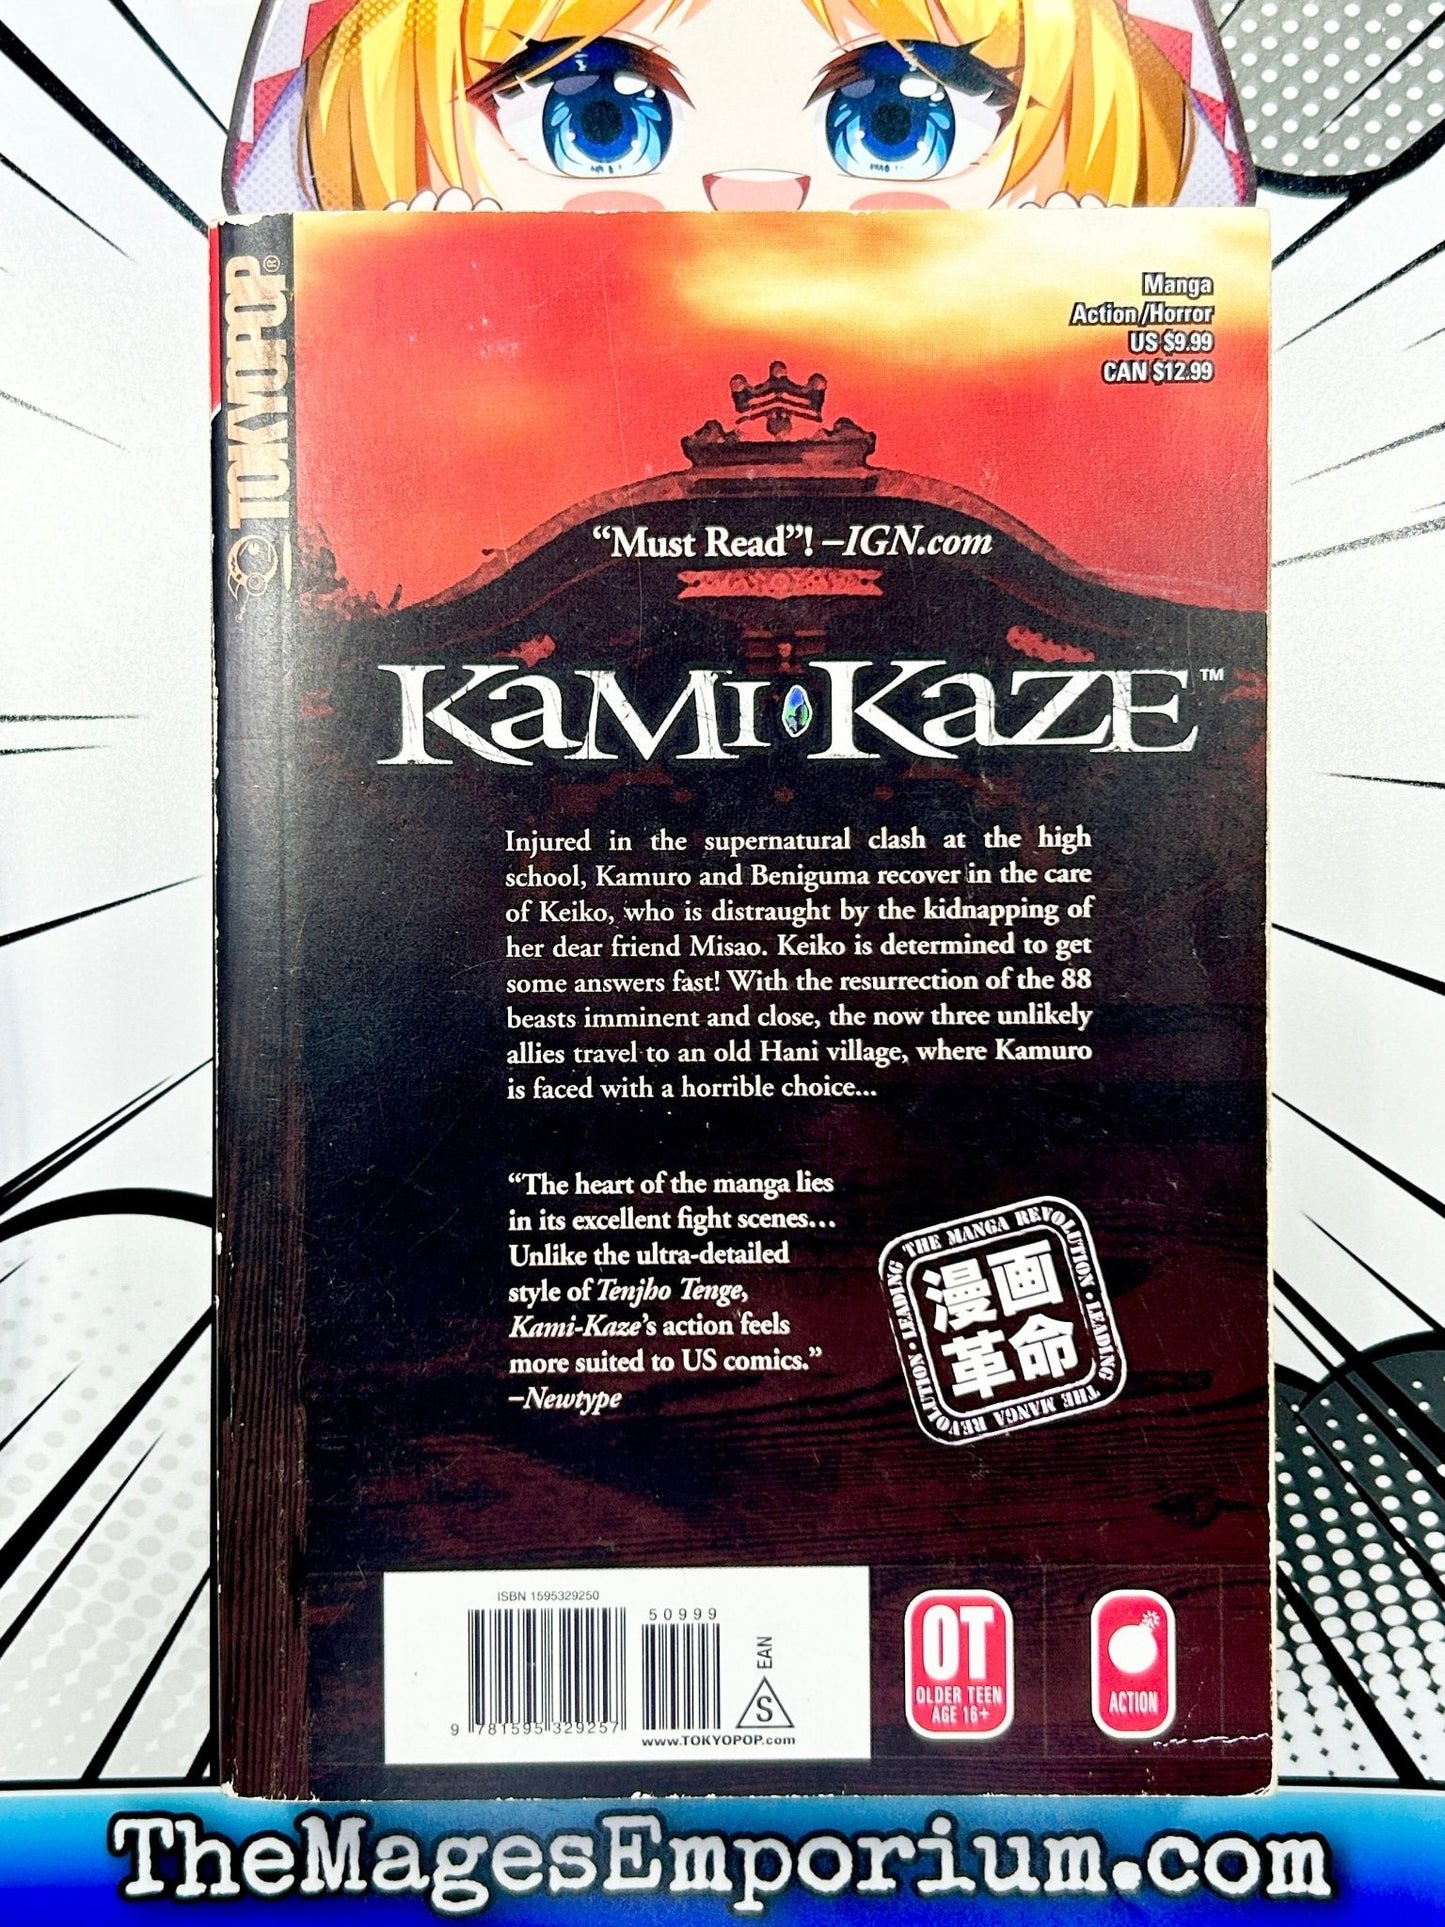 TOKYOPOP®
Manga
Action/Horror
US $9.99
CAN $12.99
“Must Read”! –IGN.com
KAMI•KAZE™
Injured in the supernatural clash at the high
school, Kamuro and Beniguma recover in the care
of Keiko, who is distraught by the kidnapping of
her dear friend Misao. Keiko is determined to get
some answers fast! With the resurrection of the 88
beasts imminent and close, the now three unlikely
allies travel to an old Hani village, where Kamuro
is faced with a horrible choice...
“The heart of the manga lies
in its excellent fight scenes...
Unlike the ultra-detailed
style of Tenjho Tenge,
Kami-Kaze’s action feels
more suited to US comics.”
–Newtype
LEADING THE MANGA REVOLUTION • LEADING THE MANGA REVOLUTION •
漫画
革命
ISBN 1595329250
50999
9 781595 329257
EAN
S
www.TOKYOPOP.com
OT
OLDER TEEN
AGE 16+
ACTION
TheMagesEmporium.com